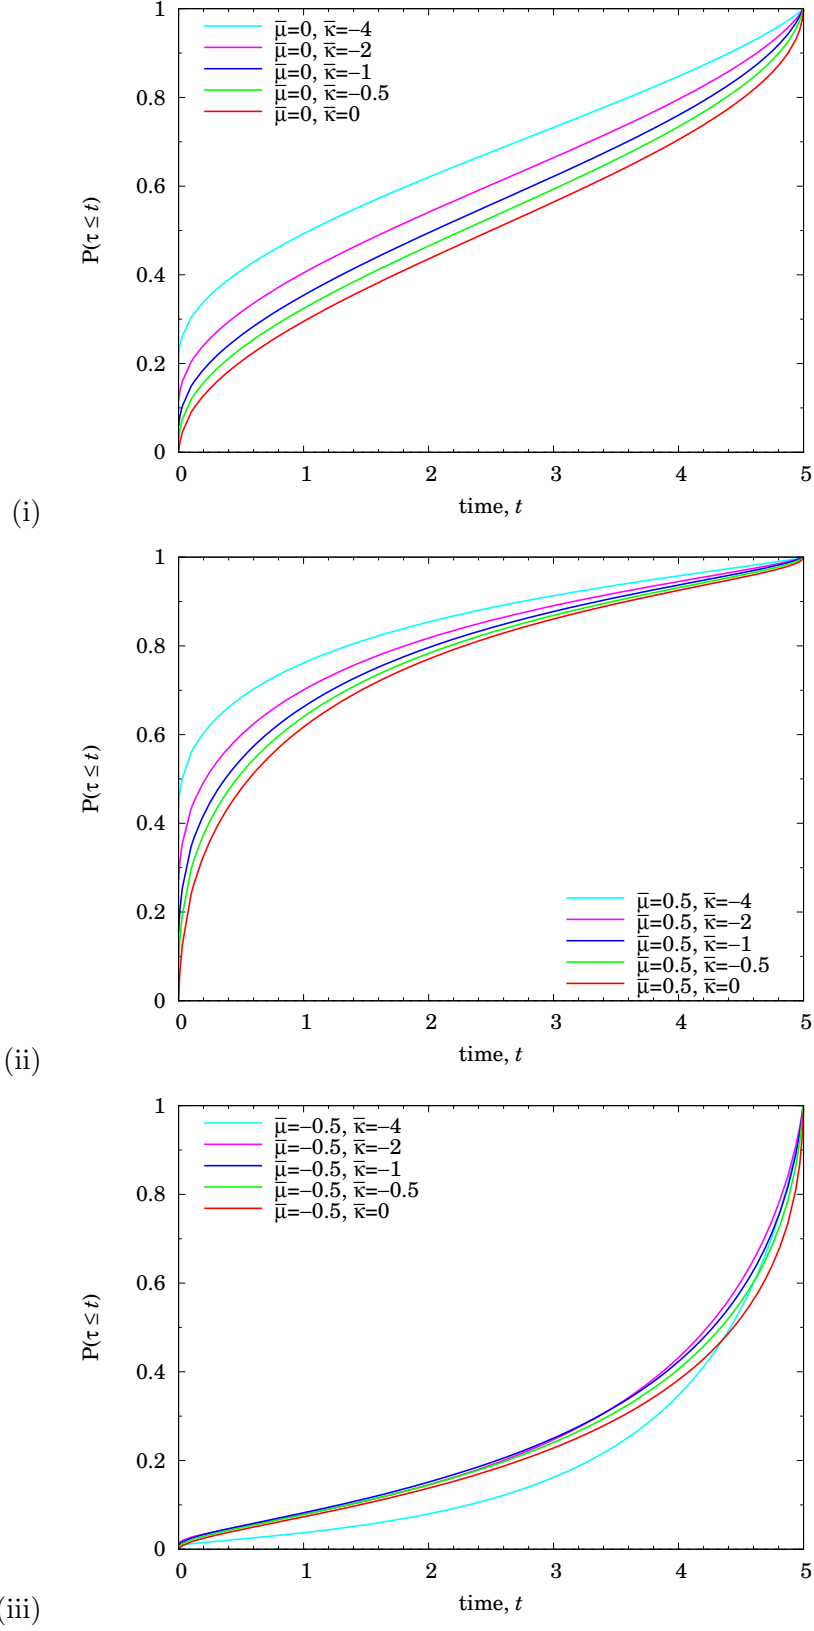 1
μ̄=0, κ̄=−4
μ̄=0, κ̄=−2
μ̄=0, κ̄=−1
μ̄=0, κ̄=−0.5
μ̄=0, κ̄=0
0.8
0.6
P(τ ≤ t)
0.4
0.2
0
0 1 2 3 4 5
time, t
(i)
1
0.8
0.6
P(τ ≤ t)
0.4
0.2
0
μ̄=0.5, κ̄=−4
μ̄=0.5, κ̄=−2
μ̄=0.5, κ̄=−1
μ̄=0.5, κ̄=−0.5
μ̄=0.5, κ̄=0
0 1 2 3 4 5
time, t
(ii)
1
μ̄=−0.5, κ̄=−4
μ̄=−0.5, κ̄=−2
μ̄=−0.5, κ̄=−1
μ̄=−0.5, κ̄=−0.5
μ̄=−0.5, κ̄=0
0.8
0.6
P(τ ≤ t)
0.4
0.2
0
0 1 2 3 4 5
time, t
(iii)